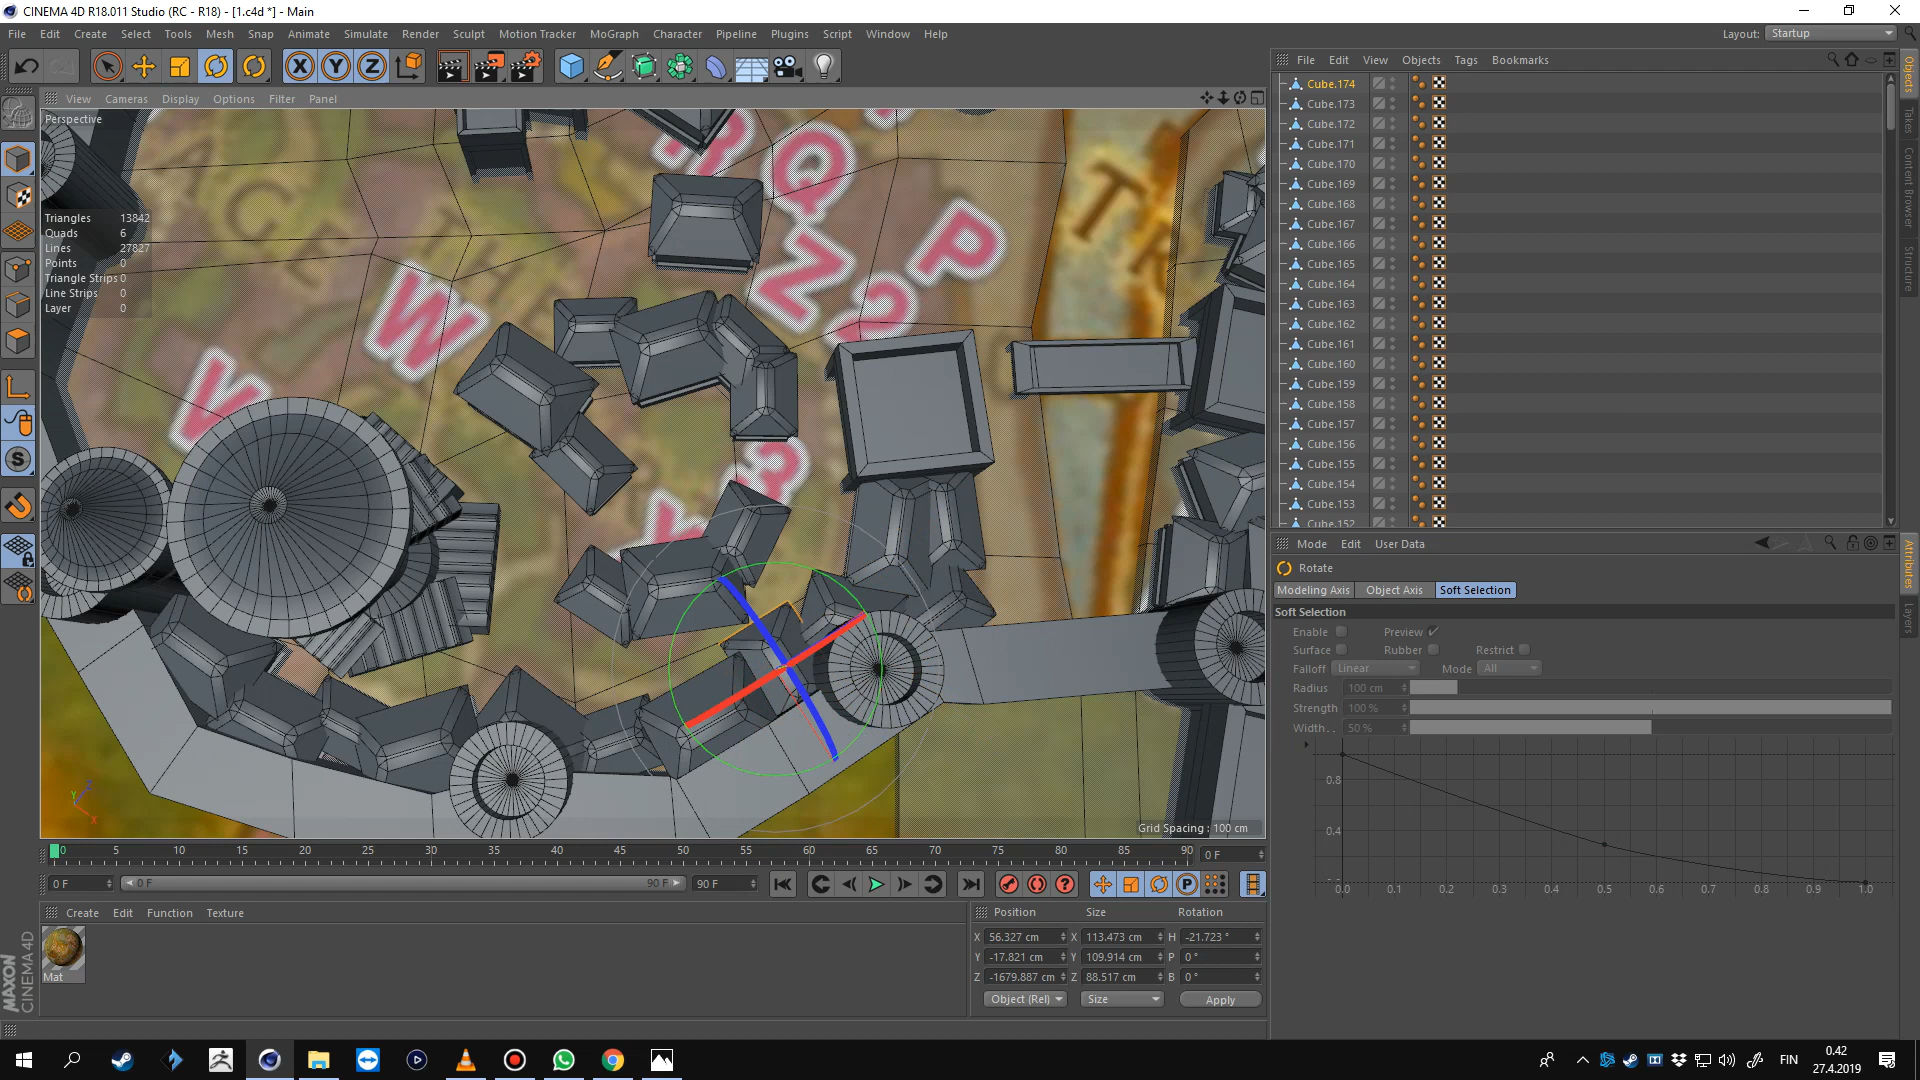 CINEMA 4D R18.011 Studio (RC - R18) - [1.c4d *] - Main
File Edit Create Select Tools Mesh Snap Animate Simulate Render Sculpt Motion Tracker MoGraph Character Pipeline Plugins Script Window Help
Layout: Startup
X Y Z
View Cameras Display Options Filter Panel
Perspective
Triangles 13842
Quads 6
Lines 27827
Points 0
Triangle Strips 0
Line Strips 0
Layer 0
Q
P
Z
W
T
Grid Spacing : 100 cm
File Edit View Objects Tags Bookmarks
Cube.174
Cube.173
Cube.172
Cube.171
Cube.170
Cube.169
Cube.168
Cube.167
Cube.166
Cube.165
Cube.164
Cube.163
Cube.162
Cube.161
Cube.160
Cube.159
Cube.158
Cube.157
Cube.156
Cube.155
Cube.154
Cube.153
Cube.152
Objects
Takes
Content Browser
Structure
Attributes
Layers
Mode Edit User Data
Rotate
Modeling Axis Object Axis Soft Selection
Soft Selection
Enable Preview
Surface Rubber Restrict
Falloff Linear Mode All
Radius 100 cm
Strength 100 %
Width. . 50 %
0.8
0.4
0.0 0.1 0.2 0.3 0.4 0.5 0.6 0.7 0.8 0.9 1.0
0 5 10 15 20 25 30 35 40 45 50 55 60 65 70 75 80 85 90 0 F
0 F 0 F 90 F 90 F
Create Edit Function Texture
Mat
MAXON CINEMA 4D
Position Size Rotation
X 56.327 cm X 113.473 cm H -21.723 °
Y -17.821 cm Y 109.914 cm P 0 °
Z -1679.887 cm Z 88.517 cm B 0 °
Object (Rel) Size Apply
FIN
0.42
27.4.2019